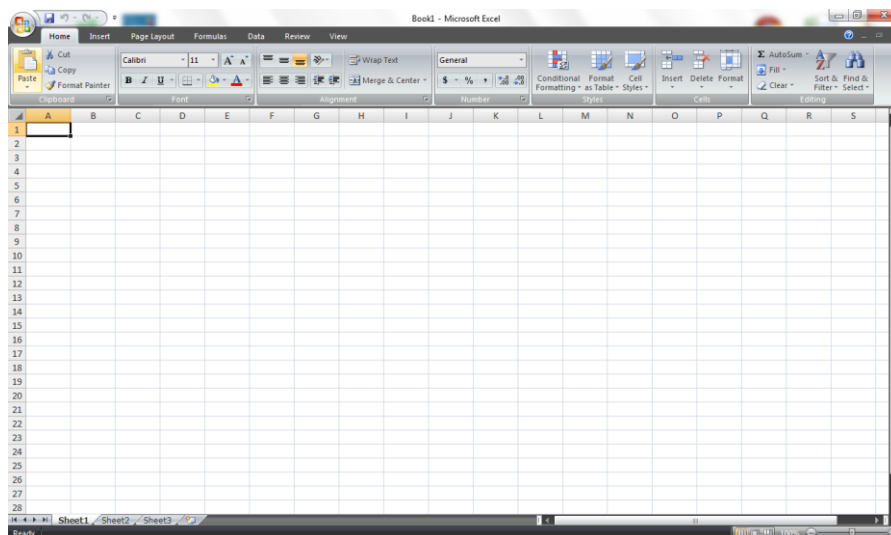 Book1 - Microsoft Excel
Home Insert Page Layout Formulas Data Review View
Paste
Cut
Copy
Format Painter
Clipboard
Calibri 11 A A
B I U A
Font
Wrap Text
Merge & Center
Alignment
General
$ % ,
Number
Conditional Formatting
Format as Table
Cell Styles
Styles
Insert Delete Format
Cells
Σ AutoSum
Fill
Clear
Sort & Filter
Find & Select
Editing
A B C D E F G H I J K L M N O P Q R S
1
2
3
4
5
6
7
8
9
10
11
12
13
14
15
16
17
18
19
20
21
22
23
24
25
26
27
28
Sheet1 Sheet2 Sheet3
Ready 100%